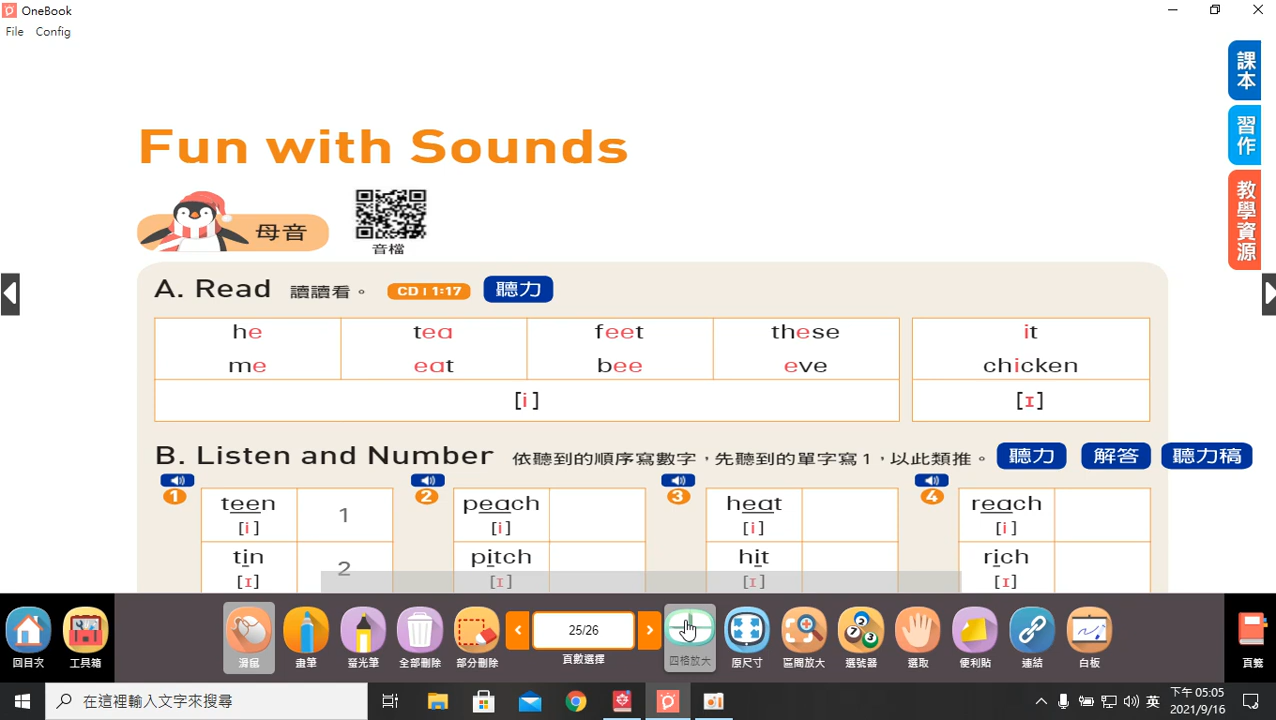 OneBook
File Config
課本
習作
教學資源
Fun with Sounds
母音
音檔
A. Read 讀讀看。 CD I 1:17 聽力
he tea feet these it
me eat bee eve chicken
[i] [ɪ]
B. Listen and Number 依聽到的順序寫數字，先聽到的單字寫 1，以此類推。 聽力 解答 聽力稿
1 teen 1 2 peach 3 heat 4 reach
[i] [i] [i] [i]
tin 2 pitch hit rich
[ɪ] [ɪ] [ɪ] [ɪ]
25/26
回目次 工具箱 滑鼠 畫筆 螢光筆 全部刪除 部分刪除 頁數選擇 四格放大 原尺寸 區間放大 選號器 選取 便利貼 連結 白板 頁籤
在這裡輸入文字來搜尋
英
下午 05:05
2021/9/16